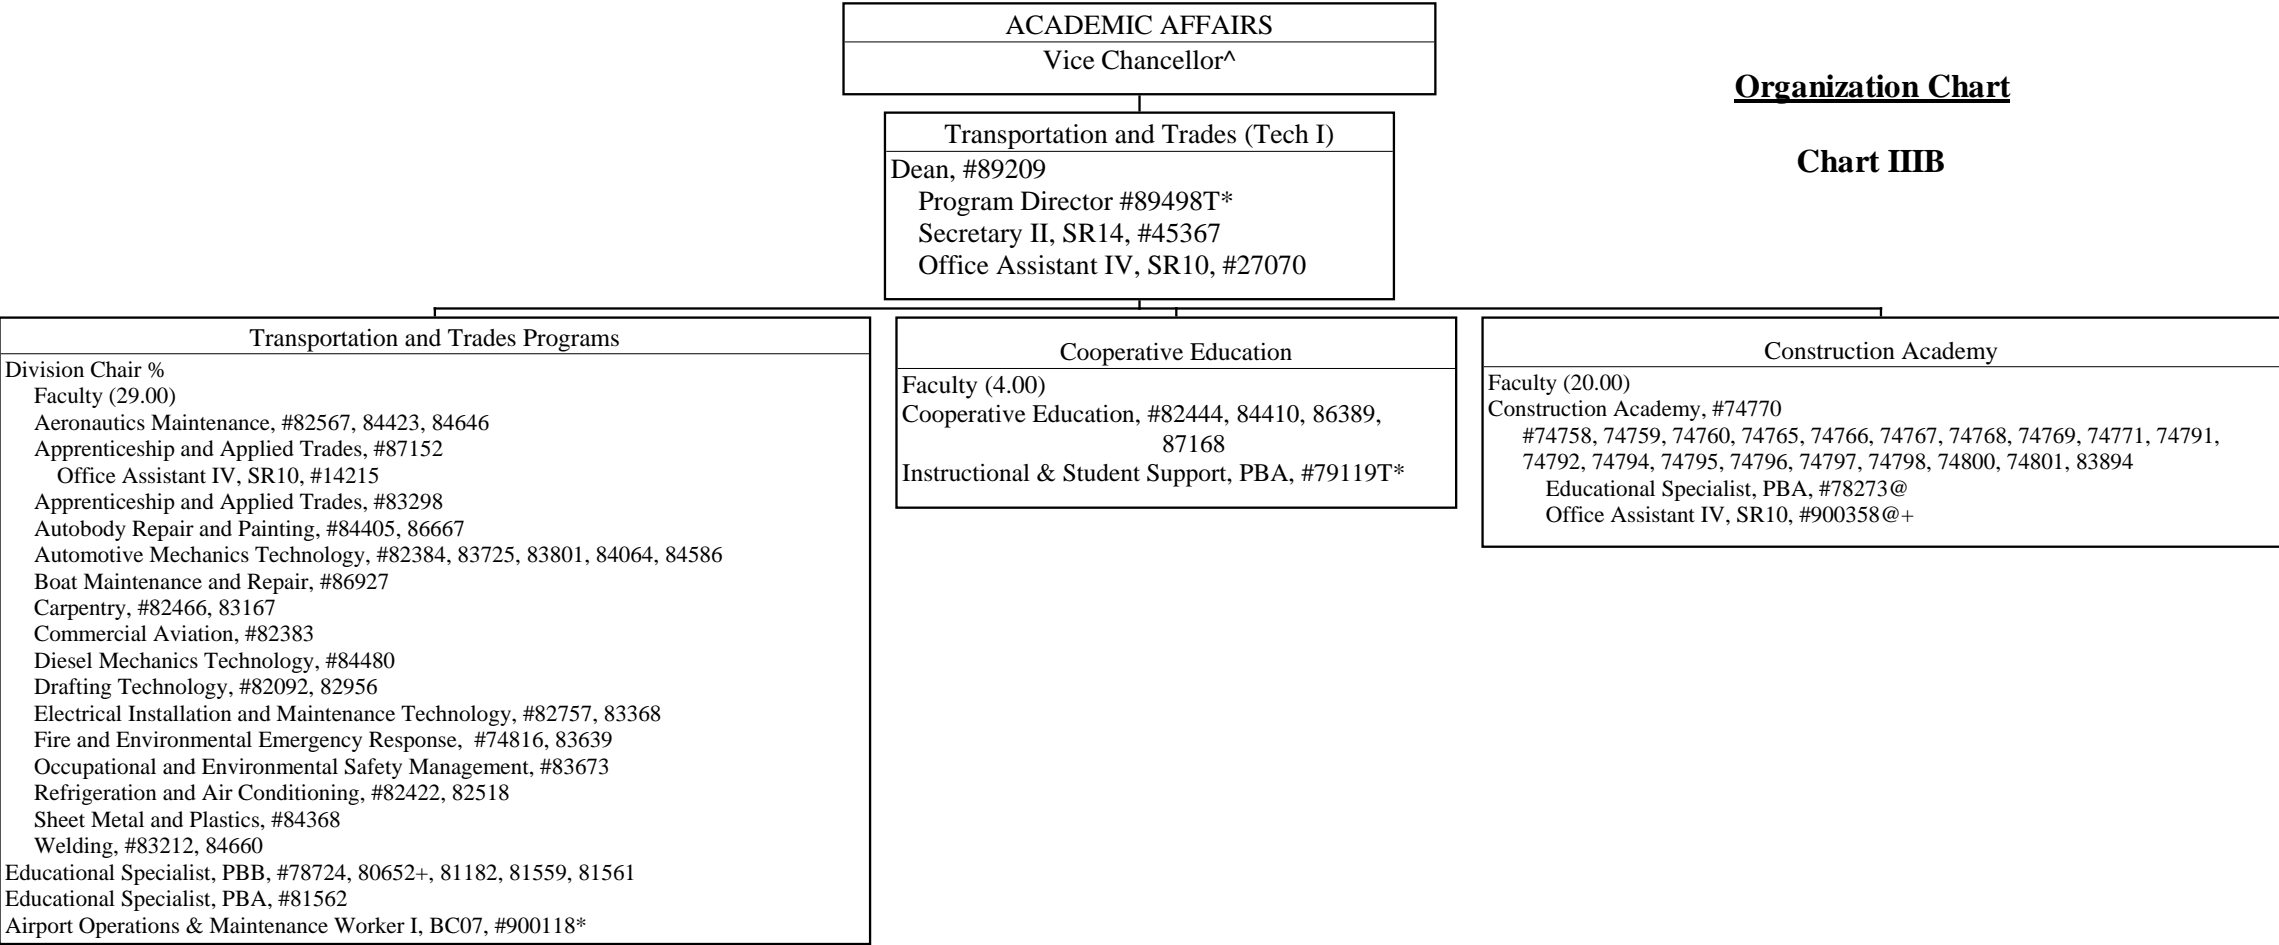 ACADEMIC AFFAIRS
Vice Chancellor^
Organization Chart
Chart IIIB
Transportation and Trades (Tech I)
Dean, #89209
Program Director #89498T*
Secretary II, SR14, #45367
Office Assistant IV, SR10, #27070
Transportation and Trades Programs
Division Chair %
Faculty (29.00)
Aeronautics Maintenance, #82567, 84423, 84646
Apprenticeship and Applied Trades, #87152
Office Assistant IV, SR10, #14215
Apprenticeship and Applied Trades, #83298
Autobody Repair and Painting, #84405, 86667
Automotive Mechanics Technology, #82384, 83725, 83801, 84064, 84586
Boat Maintenance and Repair, #86927
Carpentry, #82466, 83167
Commercial Aviation, #82383
Diesel Mechanics Technology, #84480
Drafting Technology, #82092, 82956
Electrical Installation and Maintenance Technology, #82757, 83368
Fire and Environmental Emergency Response, #74816, 83639
Occupational and Environmental Safety Management, #83673
Refrigeration and Air Conditioning, #82422, 82518
Sheet Metal and Plastics, #84368
Welding, #83212, 84660
Educational Specialist, PBB, #78724, 80652+, 81182, 81559, 81561
Educational Specialist, PBA, #81562
Airport Operations & Maintenance Worker I, BC07, #900118*
Cooperative Education
Faculty (4.00)
Cooperative Education, #82444, 84410, 86389,
87168
Instructional & Student Support, PBA, #79119T*
Construction Academy
Faculty (20.00)
Construction Academy, #74770
#74758, 74759, 74760, 74765, 74766, 74767, 74768, 74769, 74771, 74791,
74792, 74794, 74795, 74796, 74797, 74798, 74800, 74801, 83894
Educational Specialist, PBA, #78273@
Office Assistant IV, SR10, #900358@+